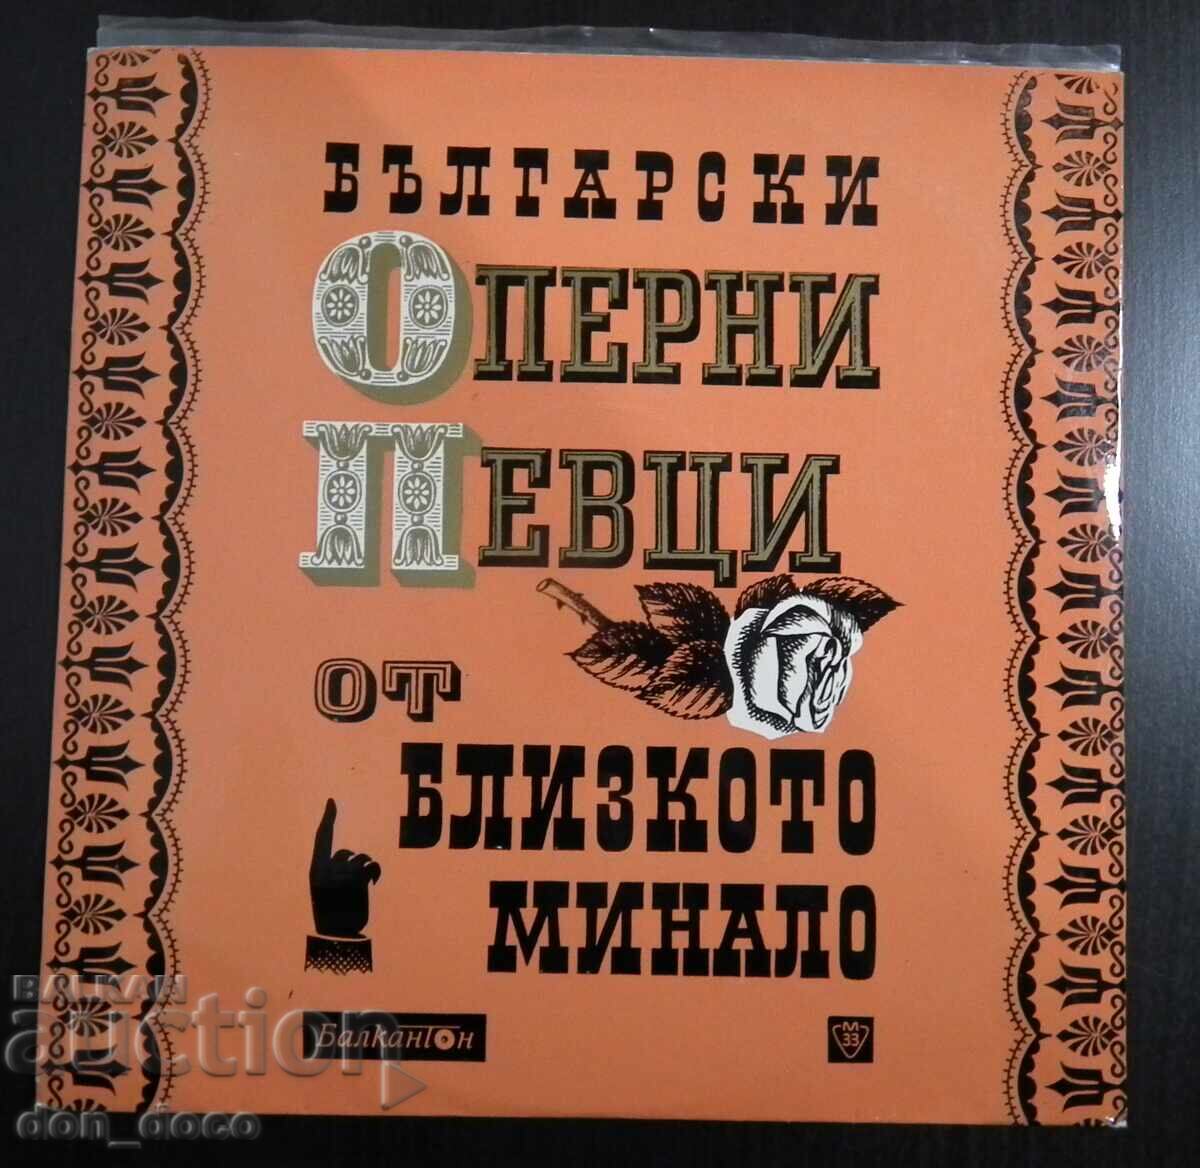 БЪЛГАРСКИ
ОПЕРНИ
ПЕВЦИ
ОТ
БЛИЗКОТО
МИНАЛО
БалканТон
М
33
BALKAN
auction
don_doco